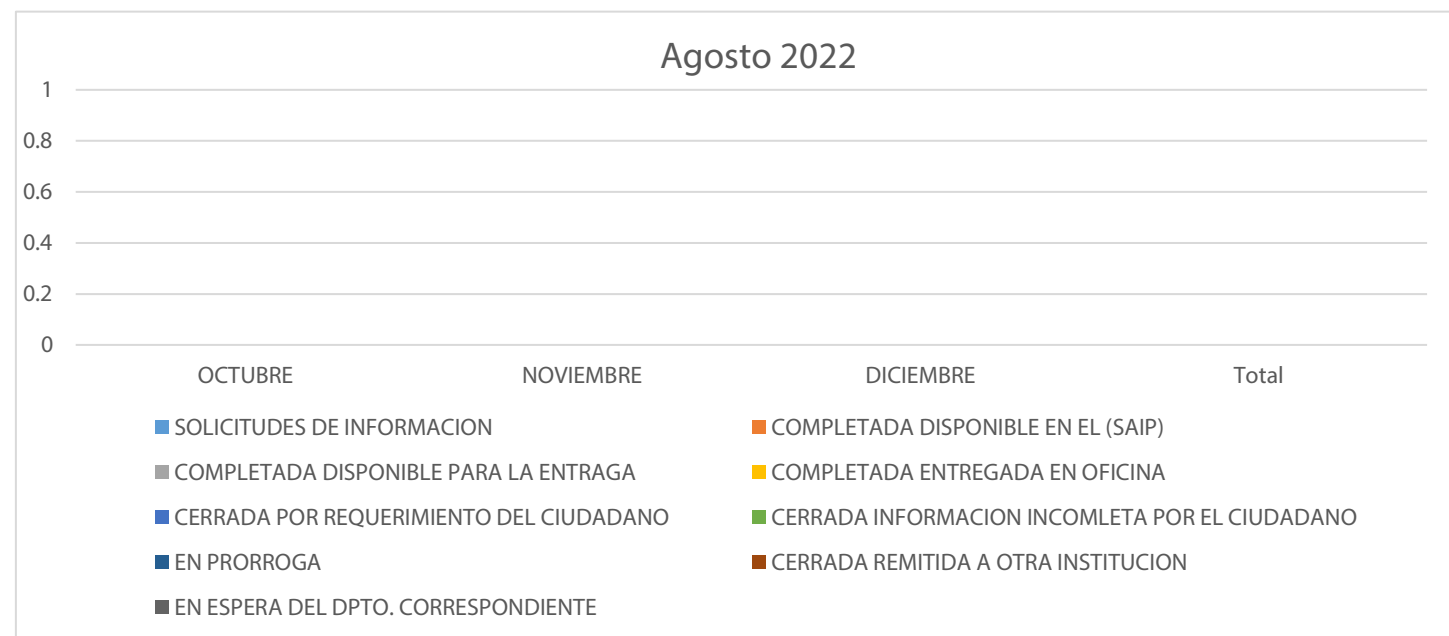 Agosto 2022
1
0.8
0.6
0.4
0.2
0
OCTUBRE NOVIEMBRE DICIEMBRE Total
SOLICITUDES DE INFORMACION COMPLETADA DISPONIBLE EN EL (SAIP)
COMPLETADA DISPONIBLE PARA LA ENTRAGA COMPLETADA ENTREGADA EN OFICINA
CERRADA POR REQUERIMIENTO DEL CIUDADANO CERRADA INFORMACION INCOMLETA POR EL CIUDADANO
EN PRORROGA CERRADA REMITIDA A OTRA INSTITUCION
EN ESPERA DEL DPTO. CORRESPONDIENTE